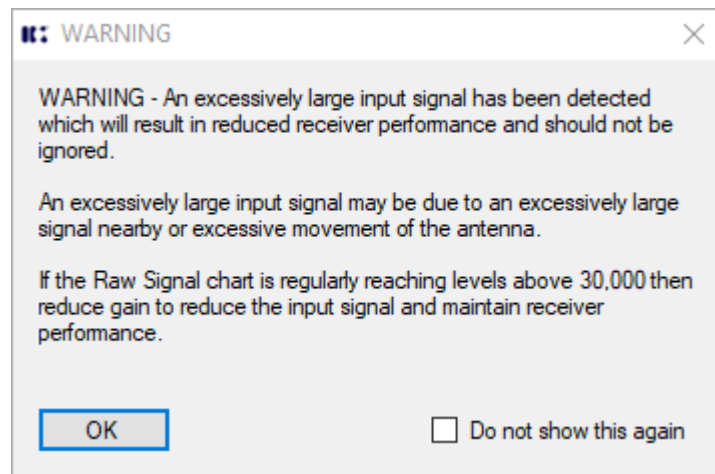 WARNING
WARNING - An excessively large input signal has been detected
which will result in reduced receiver performance and should not be
ignored.
An excessively large input signal may be due to an excessively large
signal nearby or excessive movement of the antenna.
If the Raw Signal chart is regularly reaching levels above 30,000 then
reduce gain to reduce the input signal and maintain receiver
performance.
OK
Do not show this again